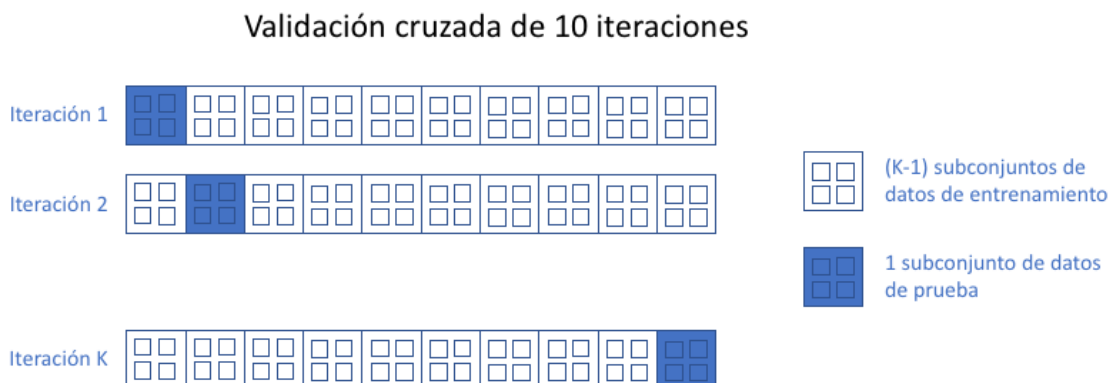 Validación cruzada de 10 iteraciones
Iteración 1
Iteración 2
Iteración K
(K-1) subconjuntos de
datos de entrenamiento
1 subconjunto de datos
de prueba